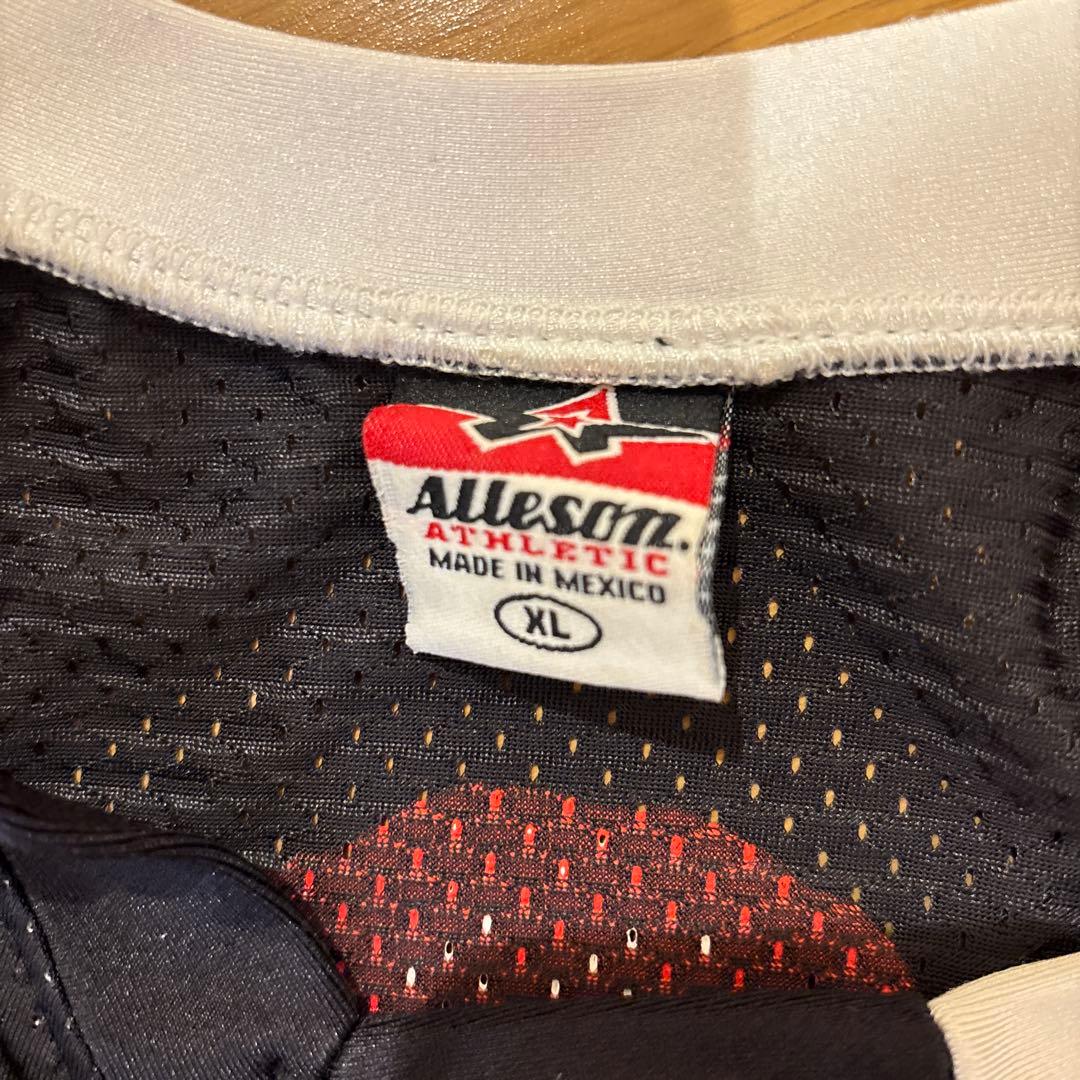 Alleson.
ATHLETIC
MADE IN MEXICO
XL